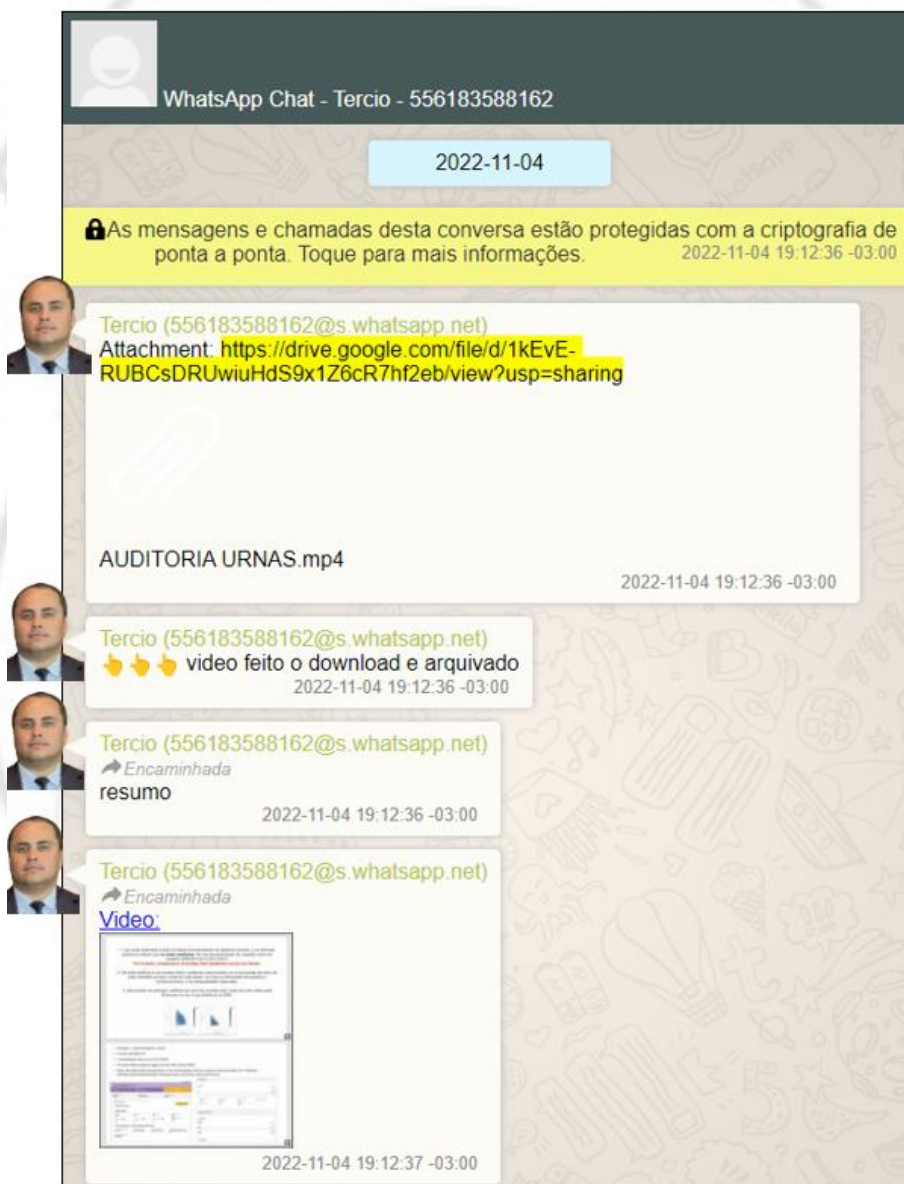 WhatsApp Chat - Tercio - 556183588162
2022-11-04
As mensagens e chamadas desta conversa estão protegidas com a criptografia de
ponta a ponta. Toque para mais informações. 2022-11-04 19:12:36 -03:00
Tercio (556183588162@s.whatsapp.net)
Attachment: https://drive.google.com/file/d/1kEvE-
RUBCsDRUwiuHdS9x1Z6cR7hf2eb/view?usp=sharing
AUDITORIA URNAS.mp4
2022-11-04 19:12:36 -03:00
Tercio (556183588162@s.whatsapp.net)
👆👆👆 video feito o download e arquivado
2022-11-04 19:12:36 -03:00
Tercio (556183588162@s.whatsapp.net)
Encaminhada
resumo
2022-11-04 19:12:36 -03:00
Tercio (556183588162@s.whatsapp.net)
Encaminhada
Video:
2022-11-04 19:12:37 -03:00